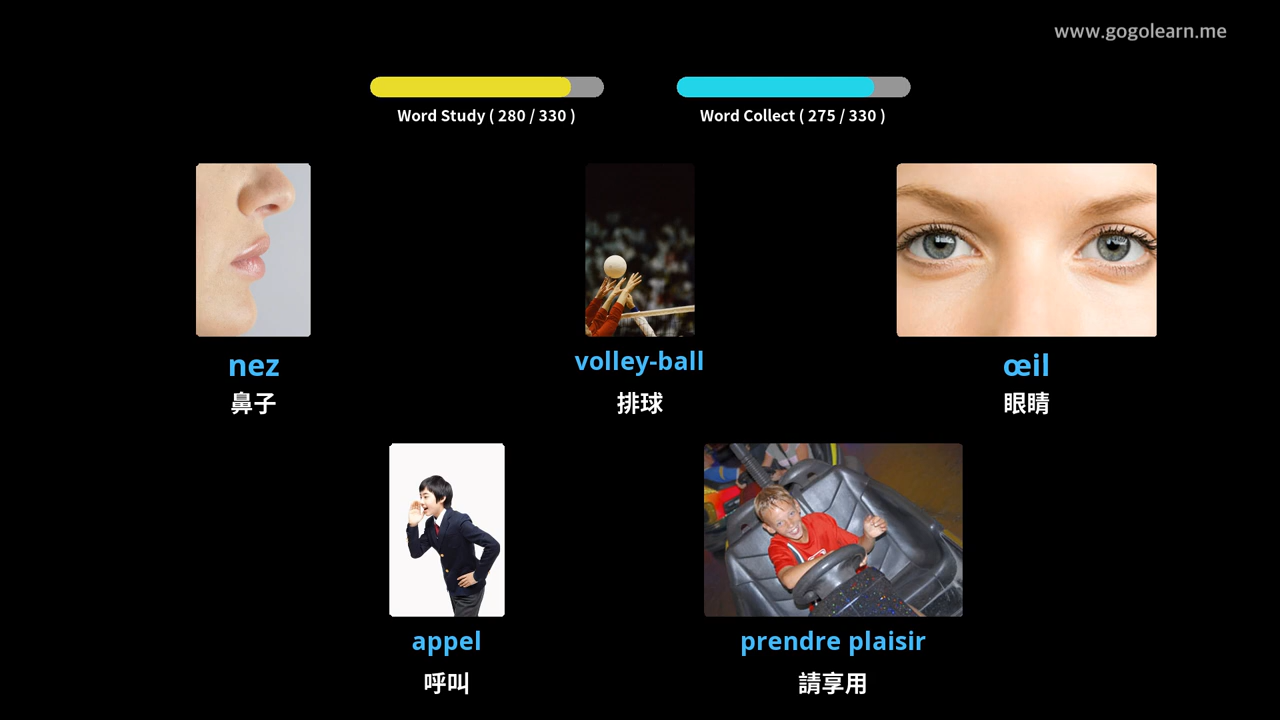 www.gogolearn.me
Word Study ( 280 / 330 )
Word Collect ( 275 / 330 )
nez
鼻子
volley-ball
排球
œil
眼睛
appel
呼叫
prendre plaisir
請享用